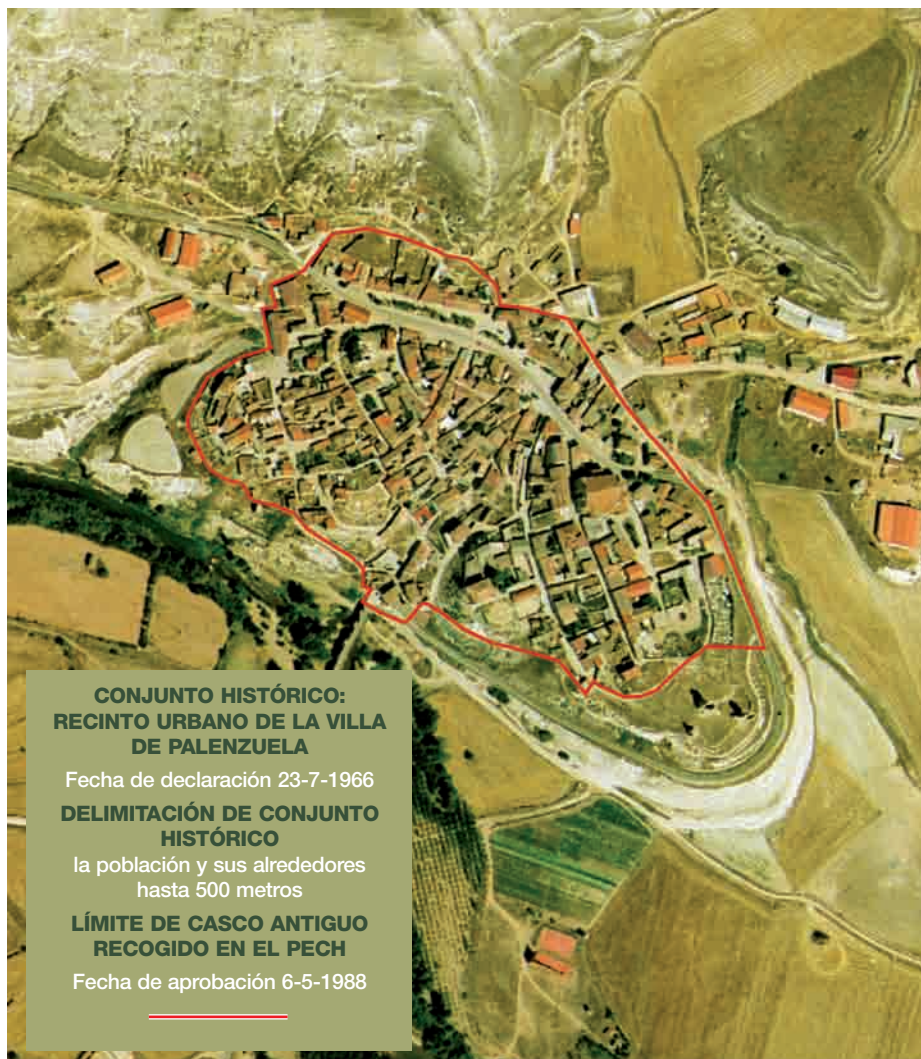 CONJUNTO HISTÓRICO:
RECINTO URBANO DE LA VILLA
DE PALENZUELA
Fecha de declaración 23-7-1966
DELIMITACIÓN DE CONJUNTO
HISTÓRICO
la población y sus alrededores
hasta 500 metros
LÍMITE DE CASCO ANTIGUO
RECOGIDO EN EL PECH
Fecha de aprobación 6-5-1988